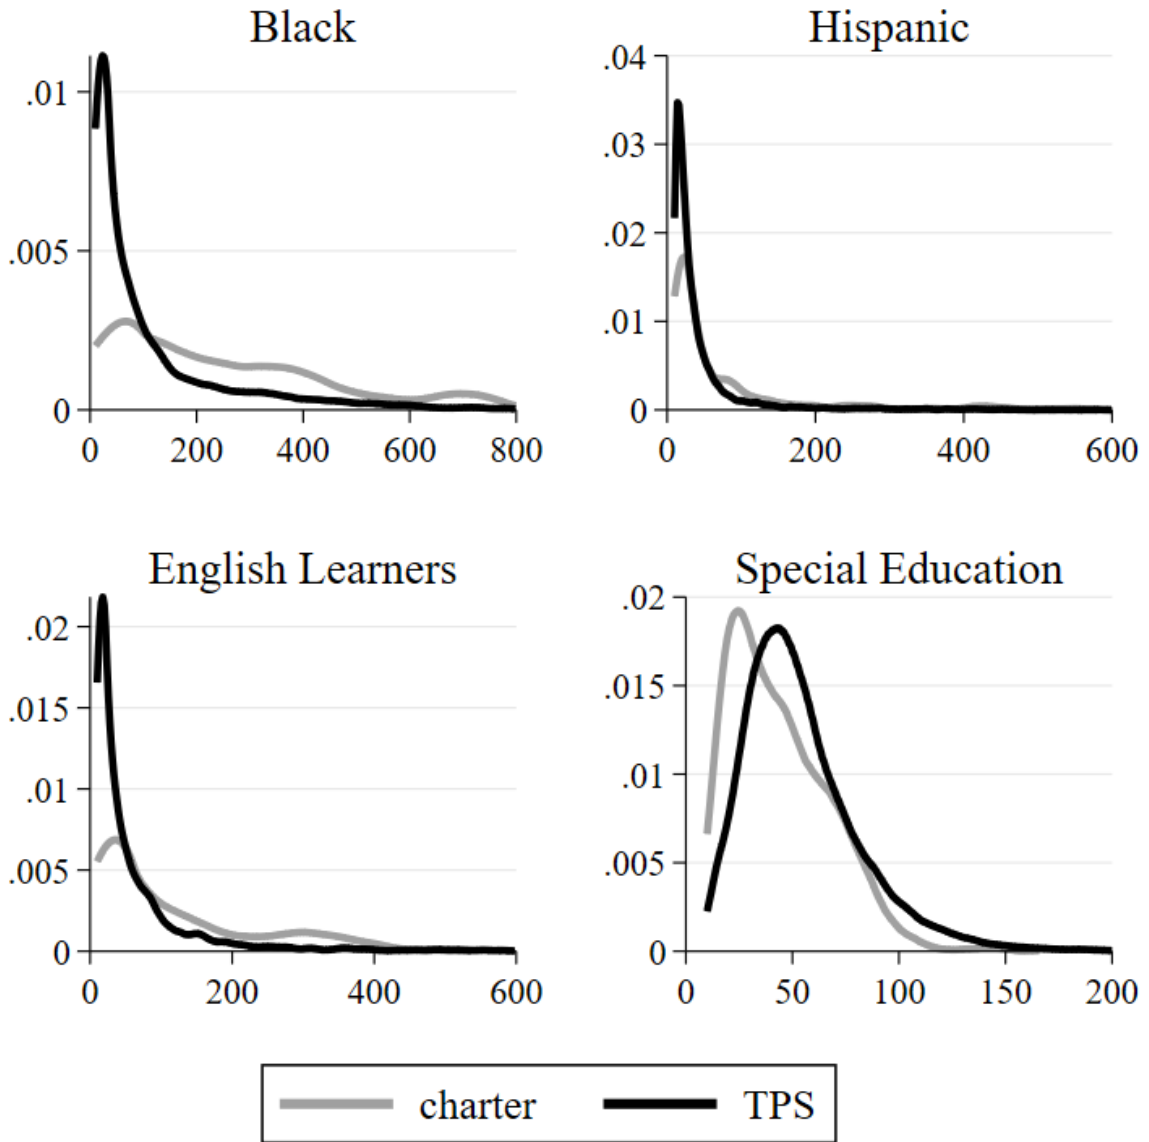 Black
.01
.005
0
0 200 400 600 800
Hispanic
.04
.03
.02
.01
0
0 200 400 600
English Learners
.02
.015
.01
.005
0
0 200 400 600
Special Education
.02
.015
.01
.005
0
0 50 100 150 200
charter TPS